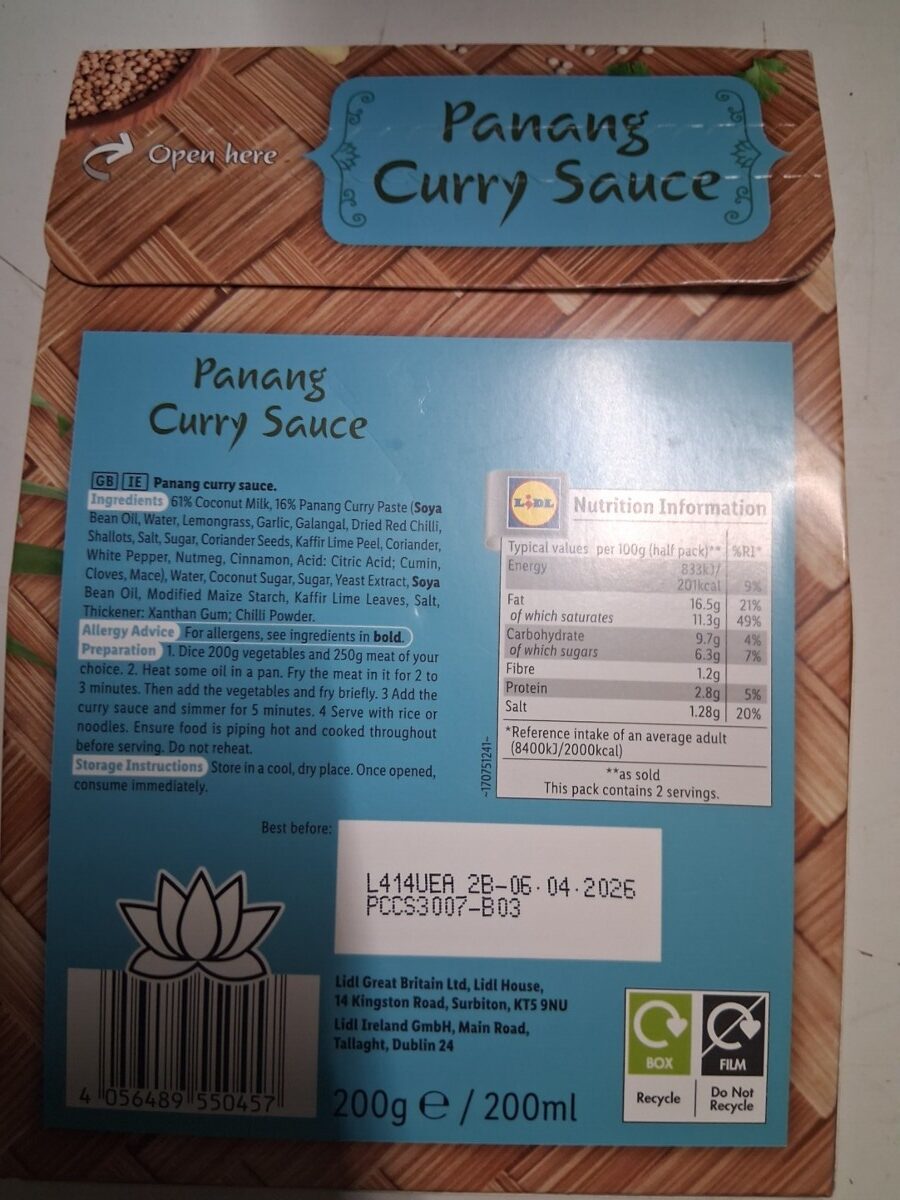 Open here
Panang
Curry Sauce
Panang
Curry Sauce
GB IE Panang curry sauce.
Ingredients 61% Coconut Milk, 16% Panang Curry Paste (Soya
Bean Oil, Water, Lemongrass, Garlic, Galangal, Dried Red Chilli,
Shallots, Salt, Sugar, Coriander Seeds, Kaffir Lime Peel, Coriander,
White Pepper, Nutmeg, Cinnamon, Acid: Citric Acid; Cumin,
Cloves, Mace), Water, Coconut Sugar, Sugar, Yeast Extract, Soya
Bean Oil, Modified Maize Starch, Kaffir Lime Leaves, Salt,
Thickener: Xanthan Gum; Chilli Powder.
Allergy Advice For allergens, see ingredients in bold.
Preparation 1. Dice 200g vegetables and 250g meat of your
choice. 2. Heat some oil in a pan. Fry the meat in it for 2 to
3 minutes. Then add the vegetables and fry briefly. 3 Add the
curry sauce and simmer for 5 minutes. 4 Serve with rice or
noodles. Ensure food is piping hot and cooked throughout
before serving. Do not reheat.
Storage Instructions Store in a cool, dry place. Once opened,
consume immediately.
LIDL Nutrition Information
Typical values per 100g (half pack)** %RI*
Energy 833kJ/
201kcal 9%
Fat 16.5g 21%
of which saturates 11.3g 49%
Carbohydrate 9.7g 4%
of which sugars 6.3g 7%
Fibre 1.2g
Protein 2.8g 5%
Salt 1.28g 20%
*Reference intake of an average adult
(8400kJ/2000kcal)
**as sold
This pack contains 2 servings.
~170751241~
Best before:
L414UEA 2B-06.04.2026
PCCS3007-B03
Lidl Great Britain Ltd, Lidl House,
14 Kingston Road, Surbiton, KT5 9NU
Lidl Ireland GmbH, Main Road,
Tallaght, Dublin 24
4 056489 550457
200g e / 200ml
BOX FILM
Recycle Do Not
Recycle